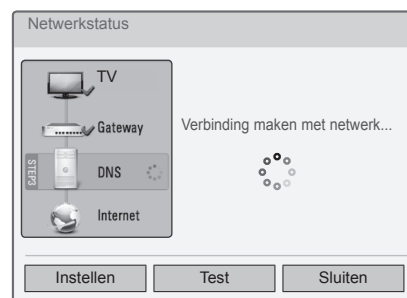 Netwerkstatus
TV
Gateway
STEP3
DNS
Internet
Verbinding maken met netwerk...
Instellen
Test
Sluiten